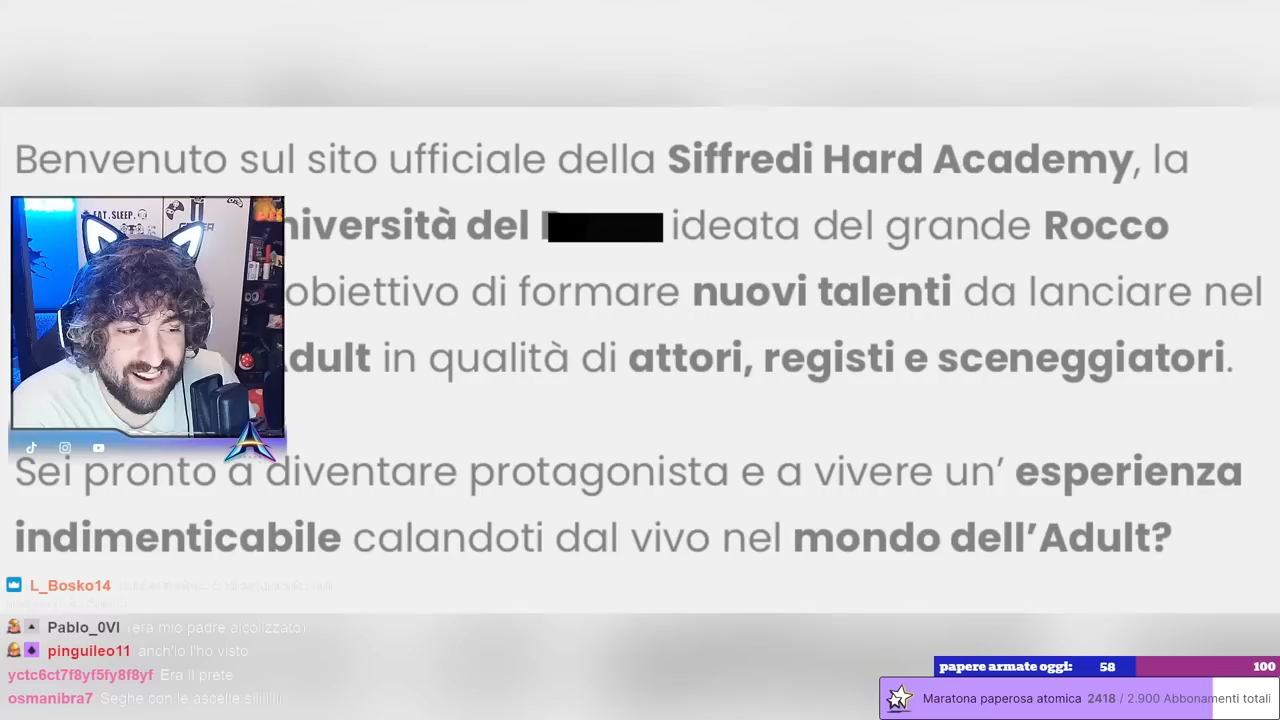 Benvenuto sul sito ufficiale della Siffredi Hard Academy, la
niversità del ideata del grande Rocco
obiettivo di formare nuovi talenti da lanciare nel
dult in qualità di attori, registi e sceneggiatori.
EAT.SLEEP.
Sei pronto a diventare protagonista e a vivere un’ esperienza
indimenticabile calandoti dal vivo nel mondo dell’Adult?
L_Bosko14
Pablo_0VI (era mio padre alcolizzato)
pinguileo11 anch'io l'ho visto
yctc6ct7f8yf5fy8f8yf Era il prete
osmanibra7 Seghe con le ascelle siiiiiiii
papere armate oggi: 58 100
Maratona paperosa atomica 2418 / 2.900 Abbonamenti totali